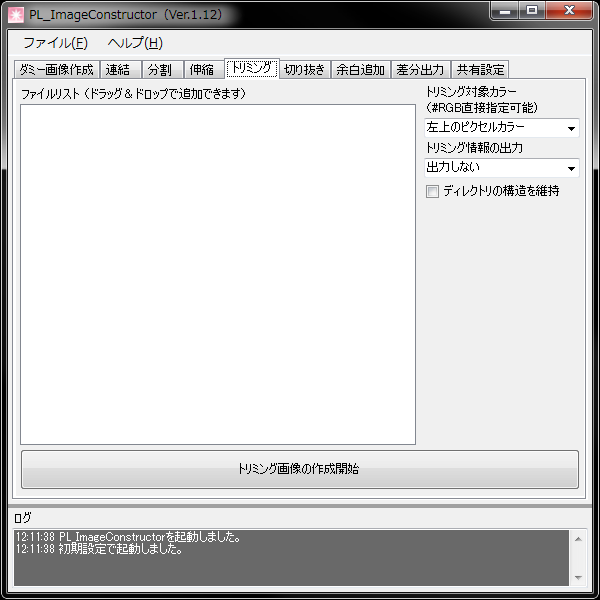 PL_ImageConstructor (Ver.1.12)
ファイル(F) ヘルプ(H)
ダミー画像作成 連結 分割 伸縮 トリミング 切り抜き 余白追加 差分出力 共有設定
ファイルリスト (ドラッグ＆ドロップで追加できます)
トリミング対象カラー
(#RGB直接指定可能)
左上のピクセルカラー
トリミング情報の出力
出力しない
ディレクトリの構造を維持
トリミング画像の作成開始
ログ
12:11:38 PL_ImageConstructorを起動しました。
12:11:38 初期設定で起動しました。